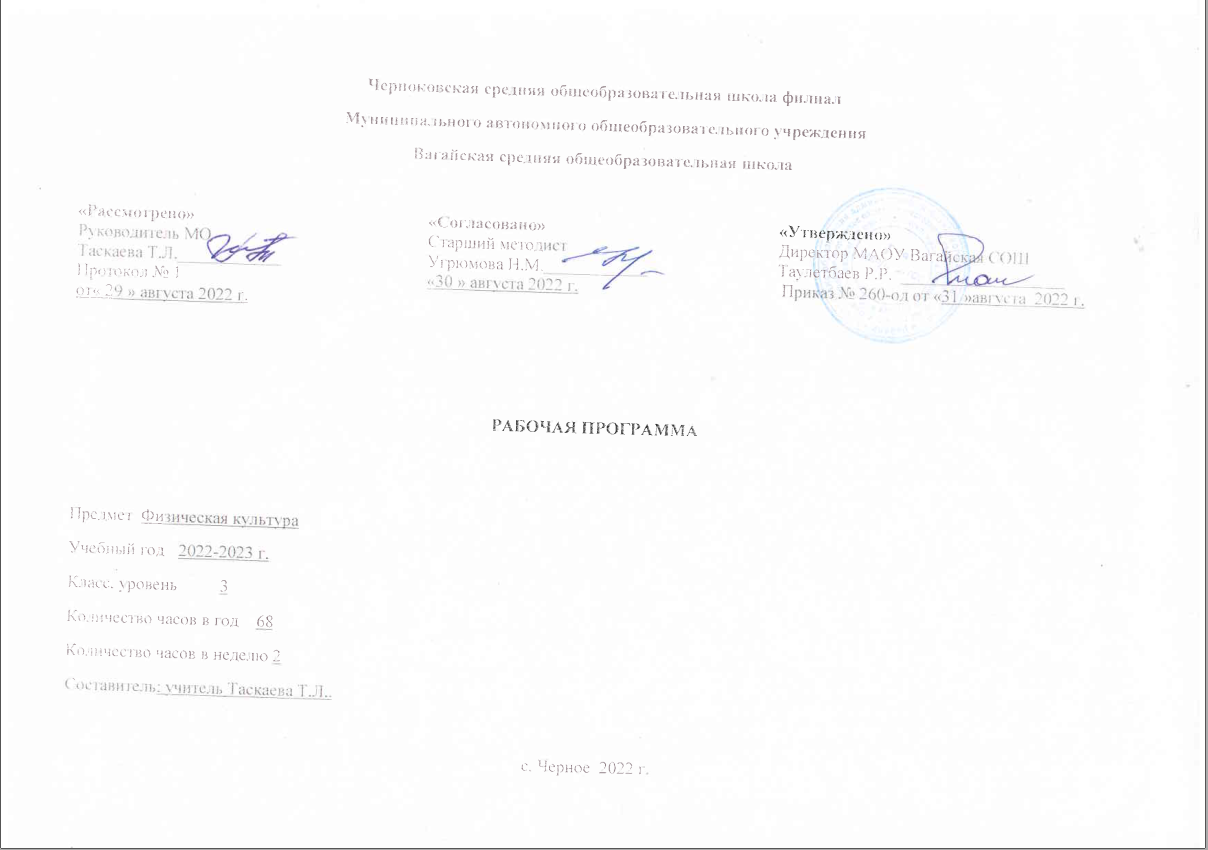 Черноковская средняя общеобразовательная школа филиал
Муниципального автономного общеобразовательного учреждения
Вагайская средняя общеобразовательная школа
«Рассмотрено»
Руководитель МО
Таскаева Т.Л.____________
Протокол № 1
от« 29 » августа 2022 г.
«Согласовано»
Старший методист
Угрюмова Н.М.____________
«30 » августа 2022 г.
«Утверждено»
Директор МАОУ Вагайская СОШ
Таулетбаев Р.Р. __________________
Приказ № 260-од от «31 »августа 2022 г.
РАБОЧАЯ ПРОГРАММА
Предмет Физическая культура
Учебный год 2022-2023 г.
Класс, уровень 3
Количество часов в год 68
Количество часов в неделю 2
Составитель: учитель Таскаева Т.Л..
с. Черное 2022 г.